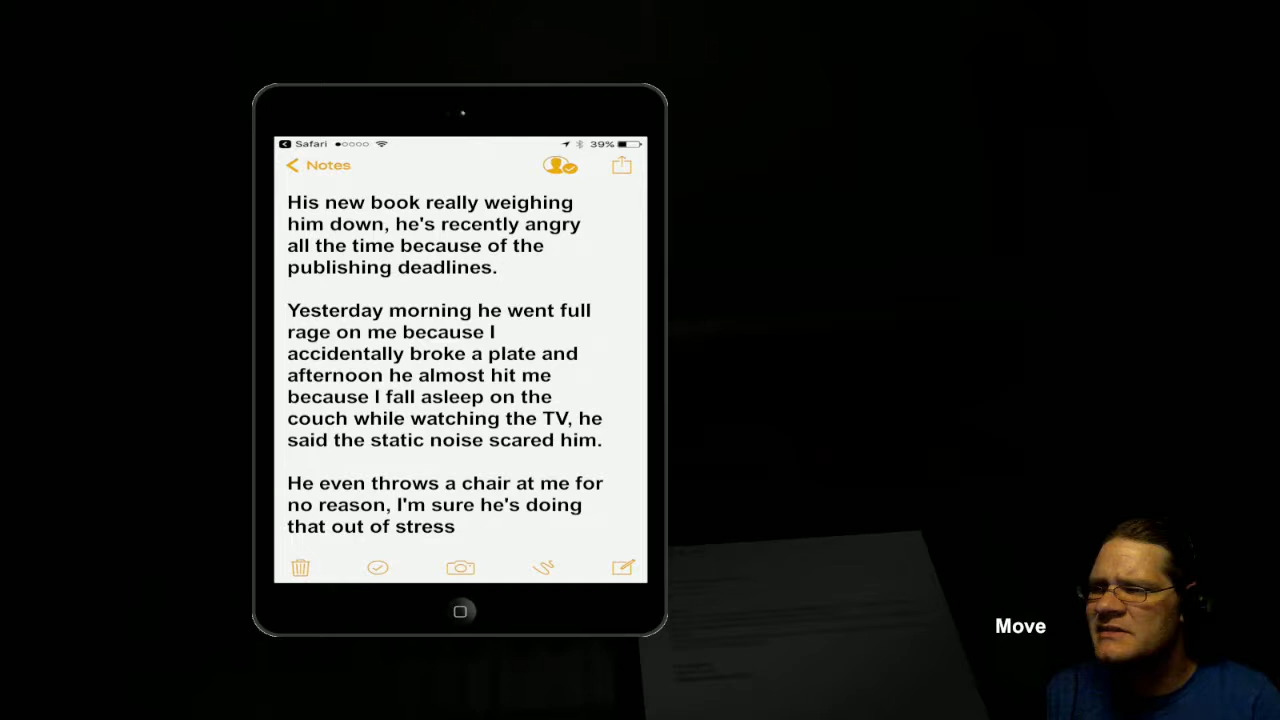 Safari
39%
Notes
His new book really weighing
him down, he's recently angry
all the time because of the
publishing deadlines.
Yesterday morning he went full
rage on me because I
accidentally broke a plate and
afternoon he almost hit me
because I fall asleep on the
couch while watching the TV, he
said the static noise scared him.
He even throws a chair at me for
no reason, I'm sure he's doing
that out of stress
Move